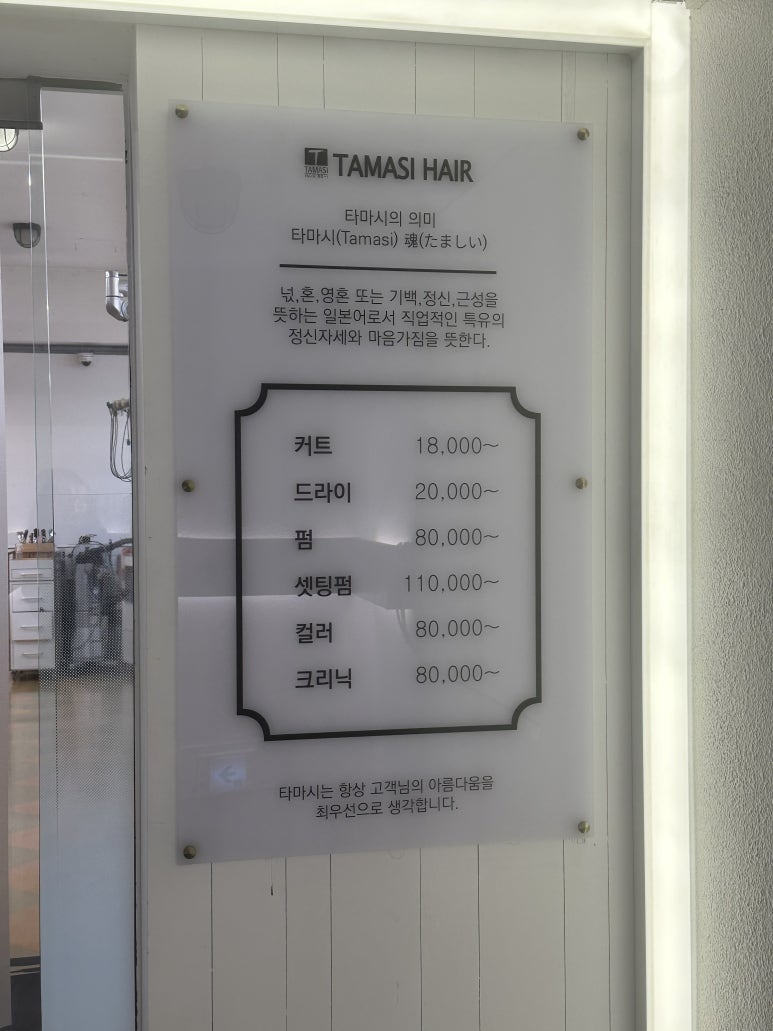 T
TAMASI
TAMASI HAIR
타마시의 의미
타마시(Tamasi) 魂(たましい)
넋,혼,영혼 또는 기백,정신,근성을
뜻하는 일본어로서 직업적인 특유의
정신자세와 마음가짐을 뜻한다.
커트 18,000~
드라이 20,000~
펌 80,000~
셋팅펌 110,000~
컬러 80,000~
크리닉 80,000~
타마시는 항상 고객님의 아름다움을
최우선으로 생각합니다.